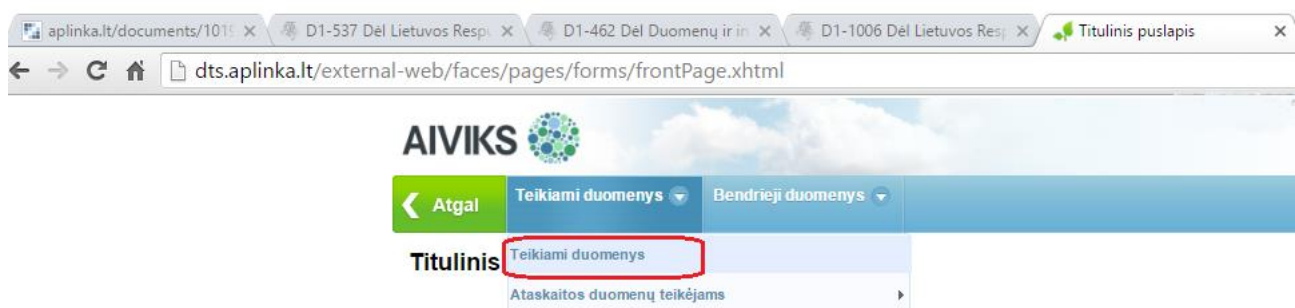 aplinka.lt/documents/101 D1-537 Dėl Lietuvos Resp D1-462 Dėl Duomenų ir in D1-1006 Dėl Lietuvos Res Titulinis puslapis
dts.aplinka.lt/external-web/faces/pages/forms/frontPage.xhtml
AIVIKS
Atgal Teikiami duomenys Bendrieji duomenys
Titulinis Teikiami duomenys
Ataskaitos duomenų teikėjams